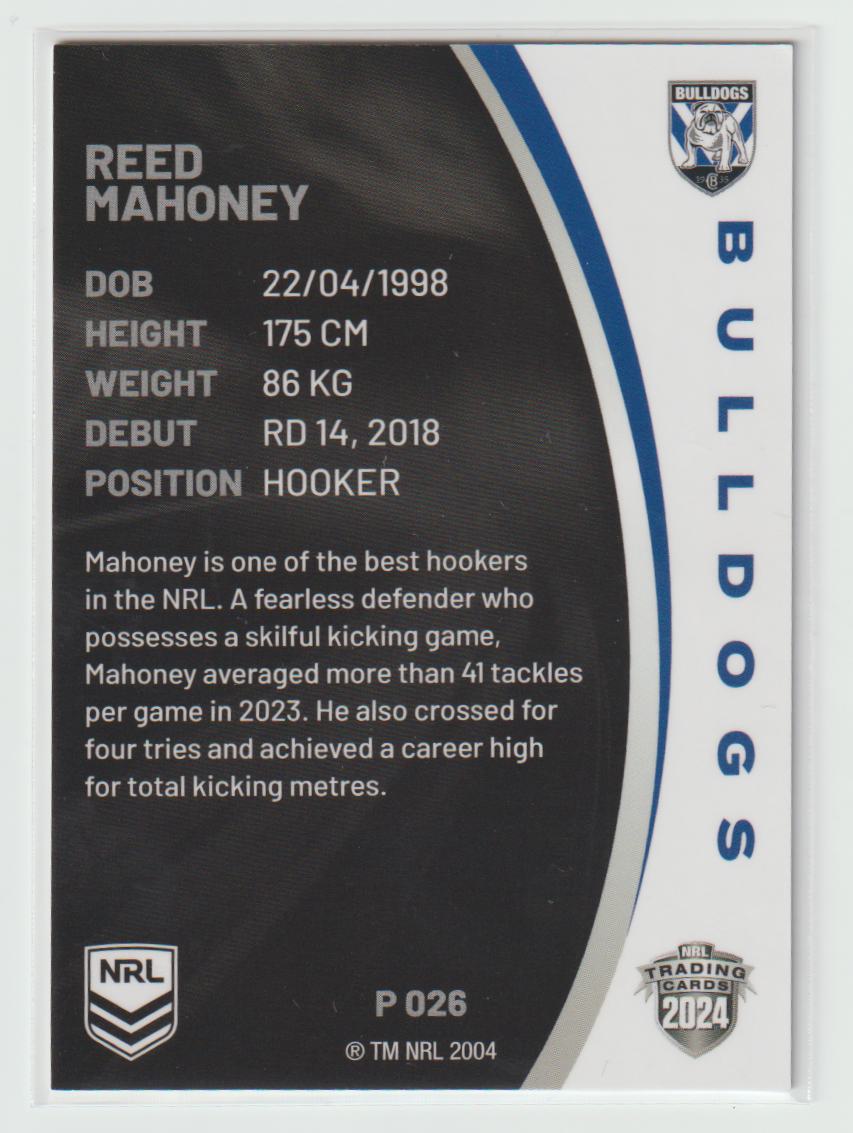 REED
MAHONEY
DOB 22/04/1998
HEIGHT 175 CM
WEIGHT 86 KG
DEBUT RD 14, 2018
POSITION HOOKER
Mahoney is one of the best hookers
in the NRL. A fearless defender who
possesses a skilful kicking game,
Mahoney averaged more than 41 tackles
per game in 2023. He also crossed for
four tries and achieved a career high
for total kicking metres.
NRL
P 026
® TM NRL 2004
BULLDOGS
19 B 35
BULLDOGS
NRL
TRADING
CARDS
2024